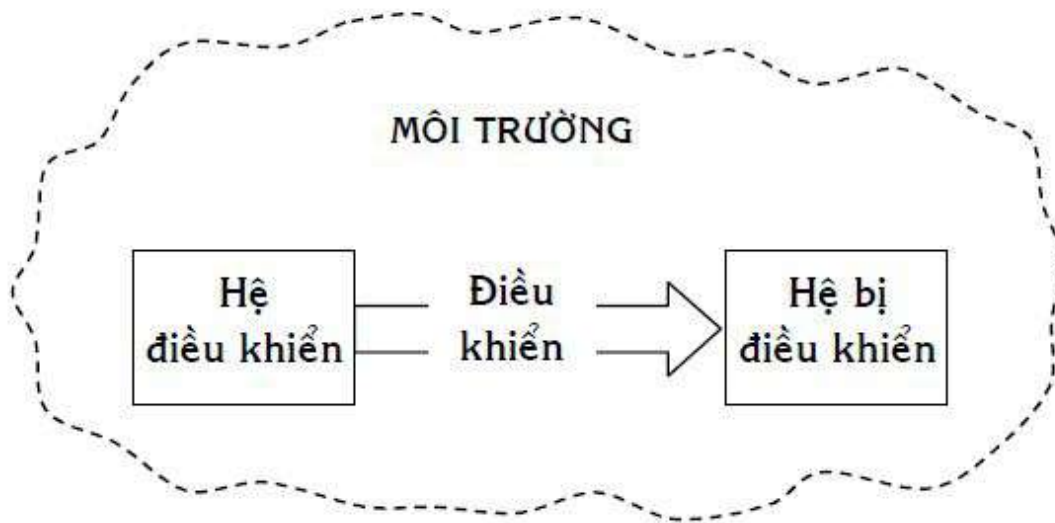 MÔI TRƯỜNG
Hệ
điều khiển
Điều
khiển
Hệ bị
điều khiển